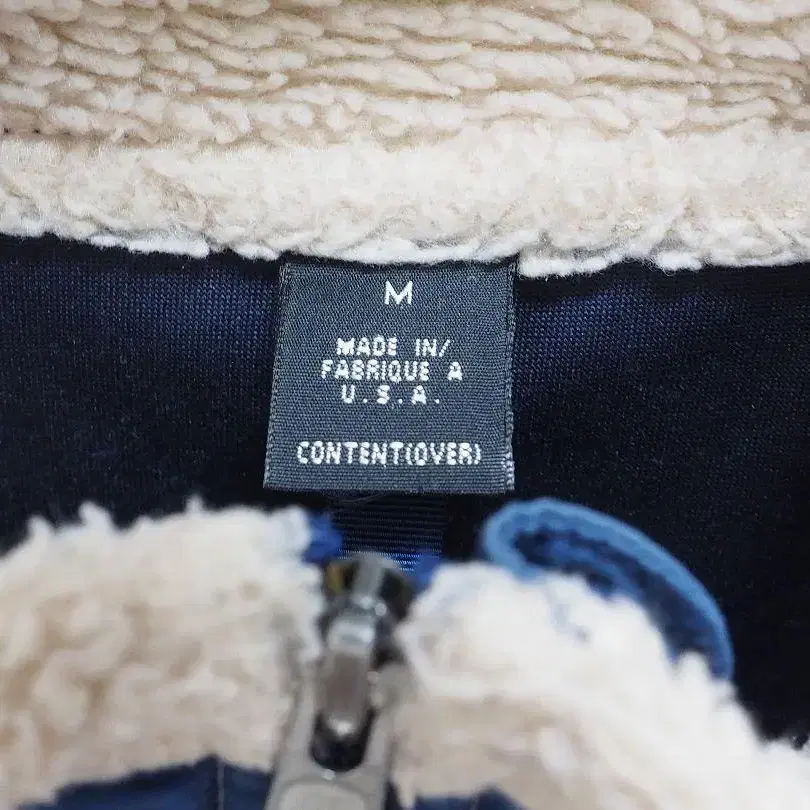 M
MADE IN/
FABRIQUE A
U.S.A.
CONTENT(OVER)